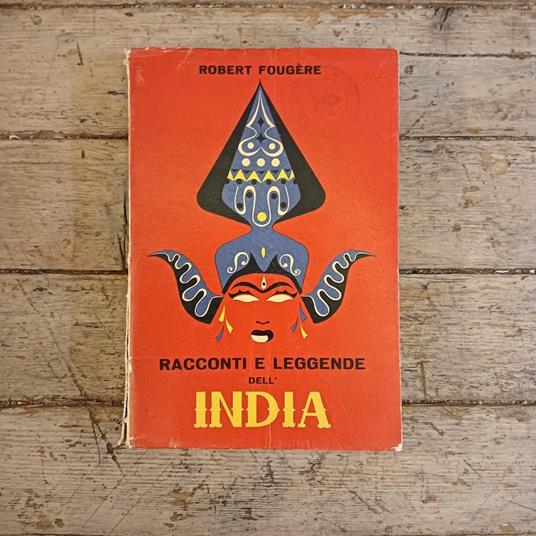 ROBERT FOUGÈRE
RACCONTI E LEGGENDE
DELL'
INDIA